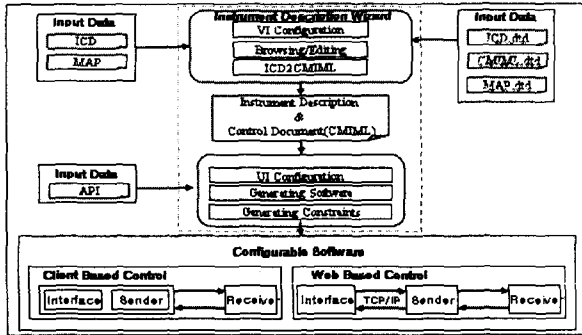 Input Data
ICD
MAP
Instrument Description Wizard
VI Configuration
Browsing/Editing
ICD2CMIML
Input Data
ICD.dtd
CMIML.dtd
MAP.dtd
Instrument Description
&
Control Document(CMIML)
Input Data
API
UI Configuration
Generating Software
Generating Constraints
Configurable Software
Client Based Control
Interface
Sender
Receive
Web Based Control
Interface
TCP/IP
Sender
Receive